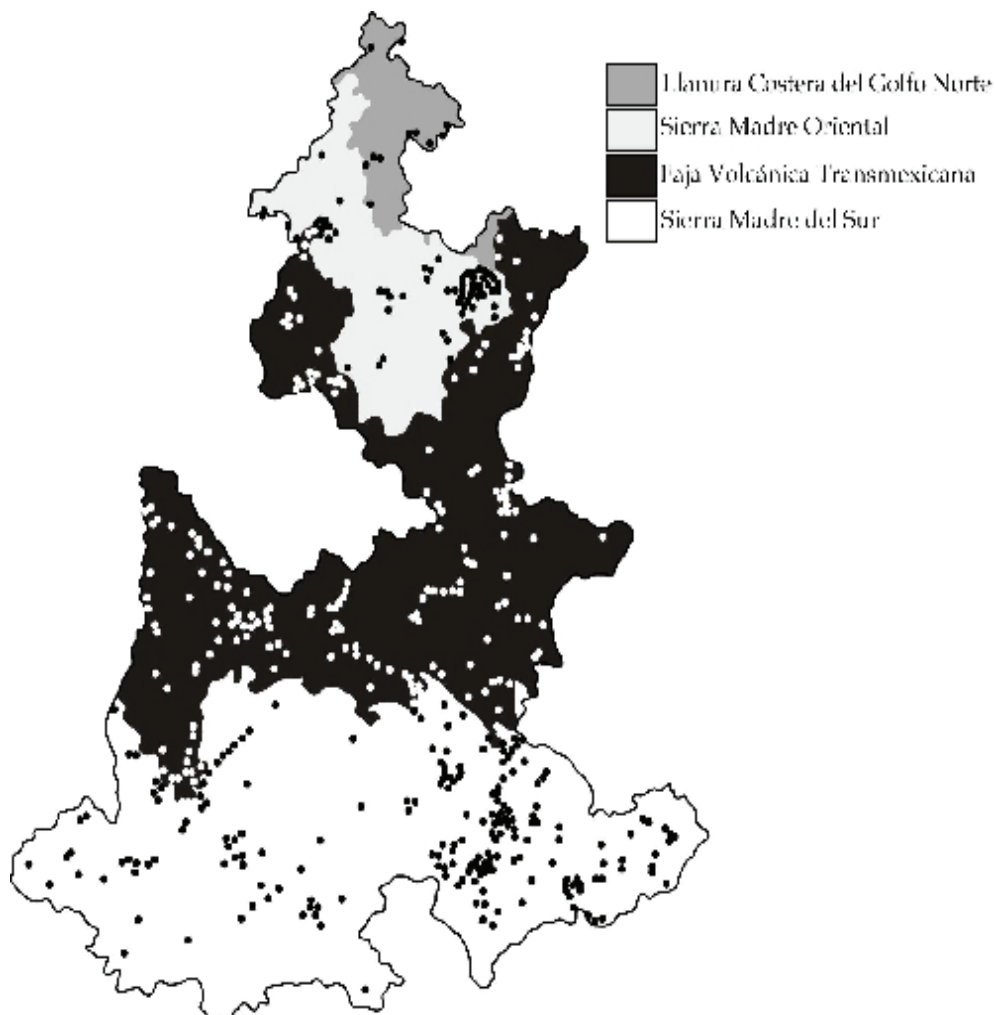 Llanura Costera del Golfo Norte
Sierra Madre Oriental
Faja Volcánica Transmexicana
Sierra Madre del Sur